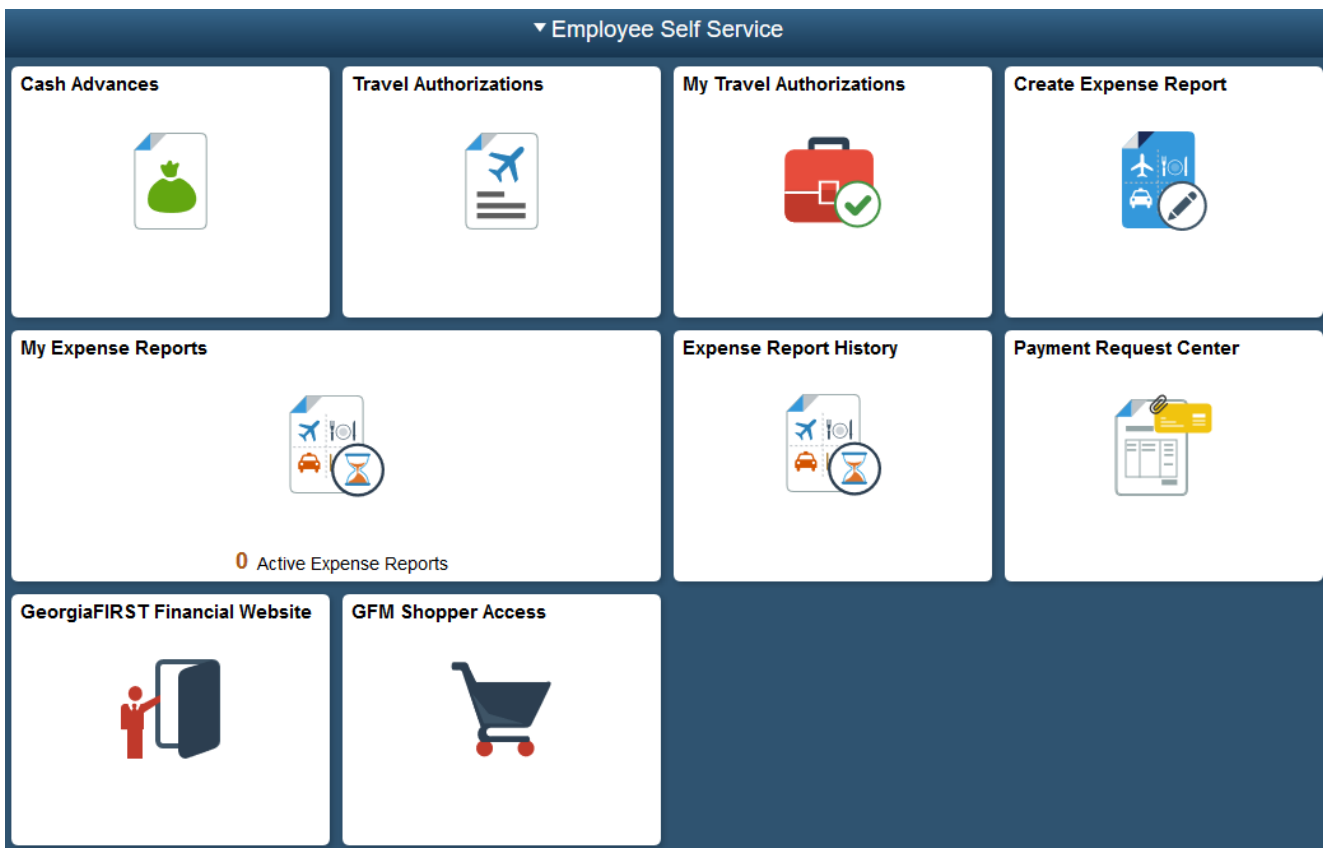 Employee Self Service
Cash Advances
Travel Authorizations
My Travel Authorizations
Create Expense Report
My Expense Reports
0 Active Expense Reports
Expense Report History
Payment Request Center
GeorgiaFIRST Financial Website
GFM Shopper Access